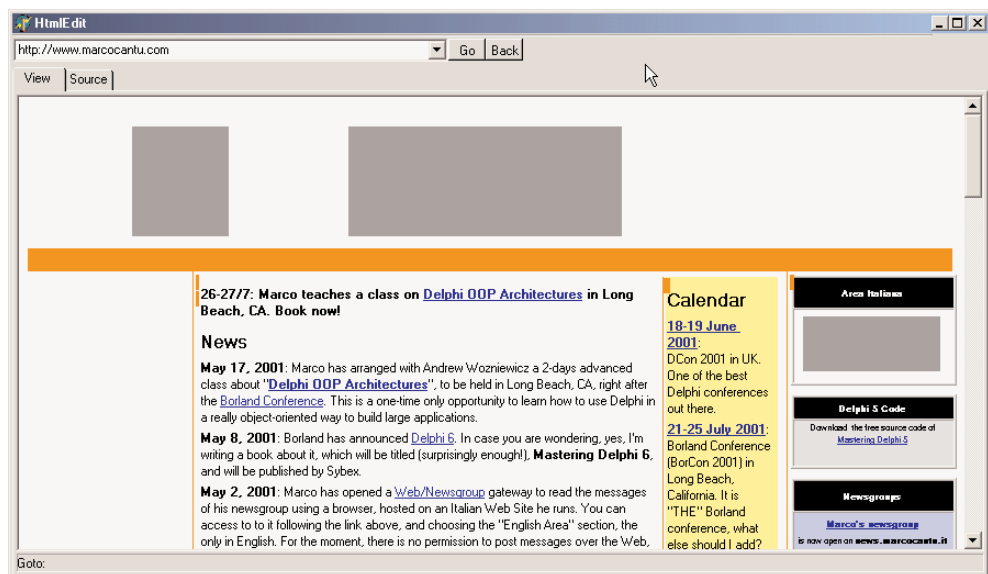 HtmlEdit
http://www.marcocantu.com
Go
Back
View
Source
26-27/7: Marco teaches a class on Delphi OOP Architectures in Long
Beach, CA. Book now!
News
May 17, 2001: Marco has arranged with Andrew Wozniewicz a 2-days advanced
class about "Delphi OOP Architectures", to be held in Long Beach, CA, right after
the Borland Conference. This is a one-time only opportunity to learn how to use Delphi in
a really object-oriented way to build large applications.
May 8, 2001: Borland has announced Delphi 6. In case you are wondering, yes, I'm
writing a book about it, which will be titled (surprisingly enough!), Mastering Delphi 6,
and will be published by Sybex.
May 2, 2001: Marco has opened a Web/Newsgroup gateway to read the messages
of his newsgroup using a browser, hosted on an Italian Web Site he runs. You can
access to to it following the link above, and choosing the "English Area" section, the
only in English. For the moment, there is no permission to post messages over the Web,
Calendar
18-19 June
2001:
DCon 2001 in UK.
One of the best
Delphi conferences
out there.
21-25 July 2001:
Borland Conference
(BorCon 2001) in
Long Beach,
California. It is
"THE" Borland
conference, what
else should I add?
Area Italiana
Delphi 5 Code
Download the free source code of
Mastering Delphi 5
Newsgroups
Marco's newsgroup
is now open on news.marcocantu.it
Goto: